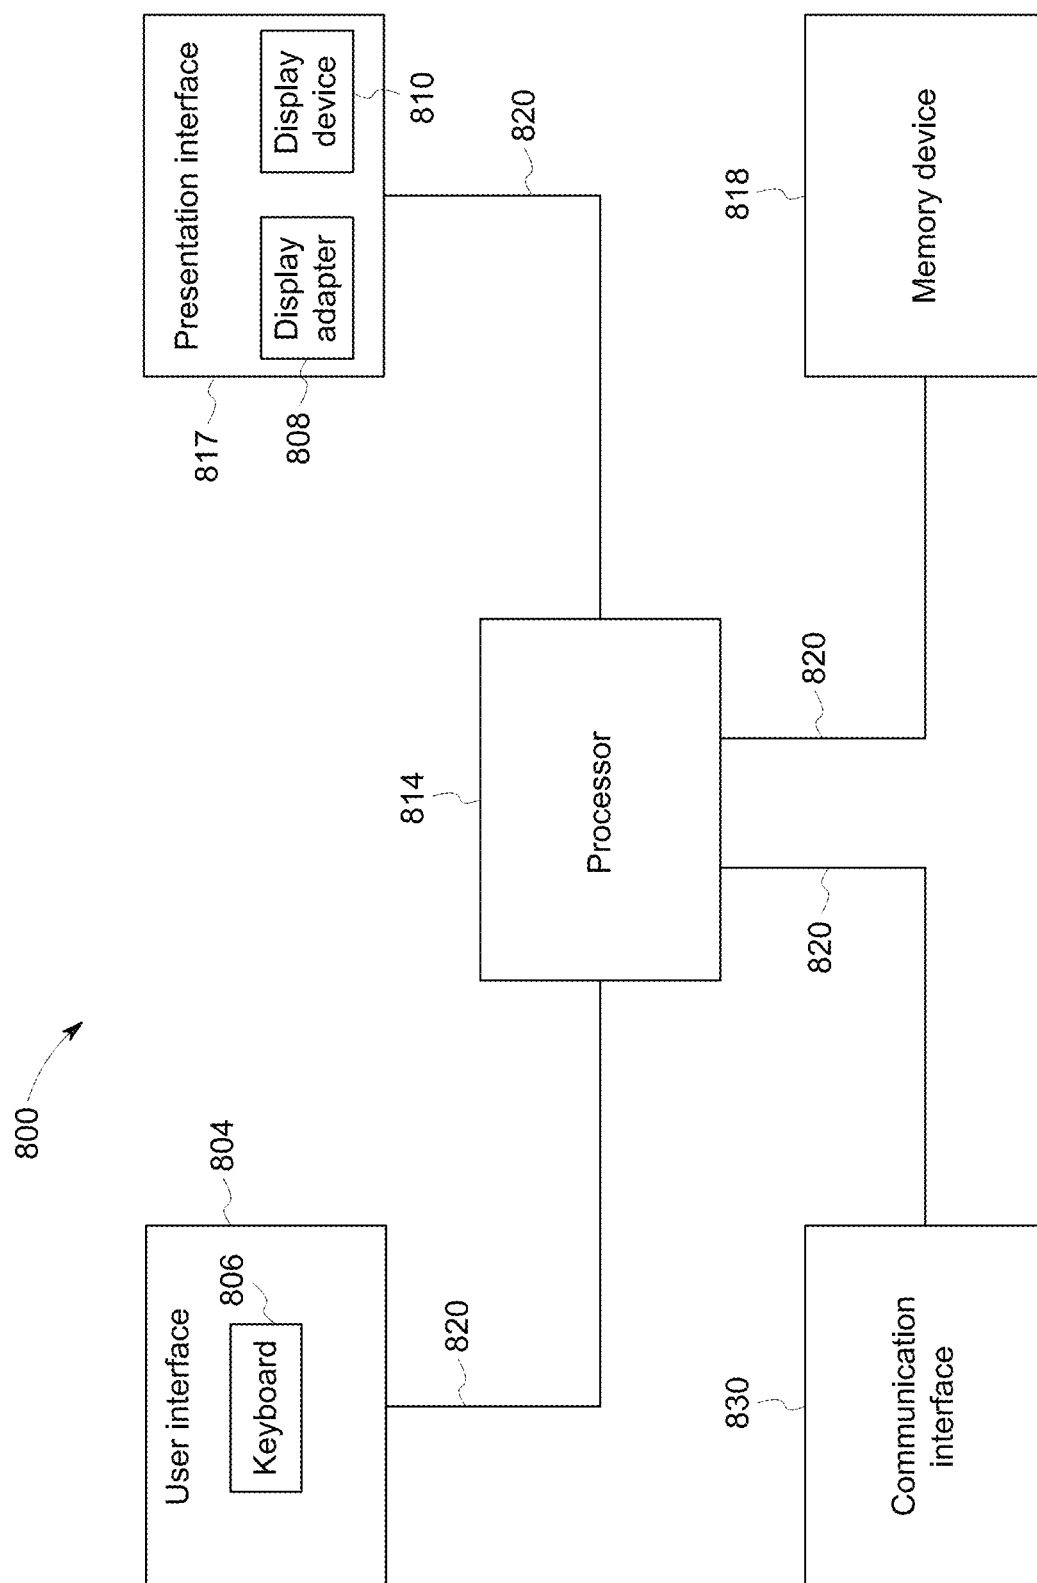 800
User interface
804
Keyboard
806
820
Presentation interface
817
Display
adapter
808
Display
device
810
820
Processor
814
820
820
Communication
interface
830
Memory device
818